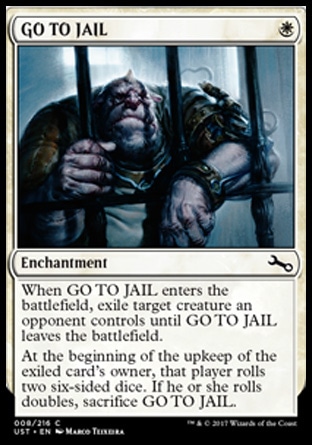 GO TO JAIL
Enchantment
When GO TO JAIL enters the
battlefield, exile target creature an
opponent controls until GO TO JAIL
leaves the battlefield.
At the beginning of the upkeep of the
exiled card's owner, that player rolls
two six-sided dice. If he or she rolls
doubles, sacrifice GO TO JAIL.
008/216 C
UST • EN MARCO TEIXEIRA
™ & © 2017 Wizards of the Coast